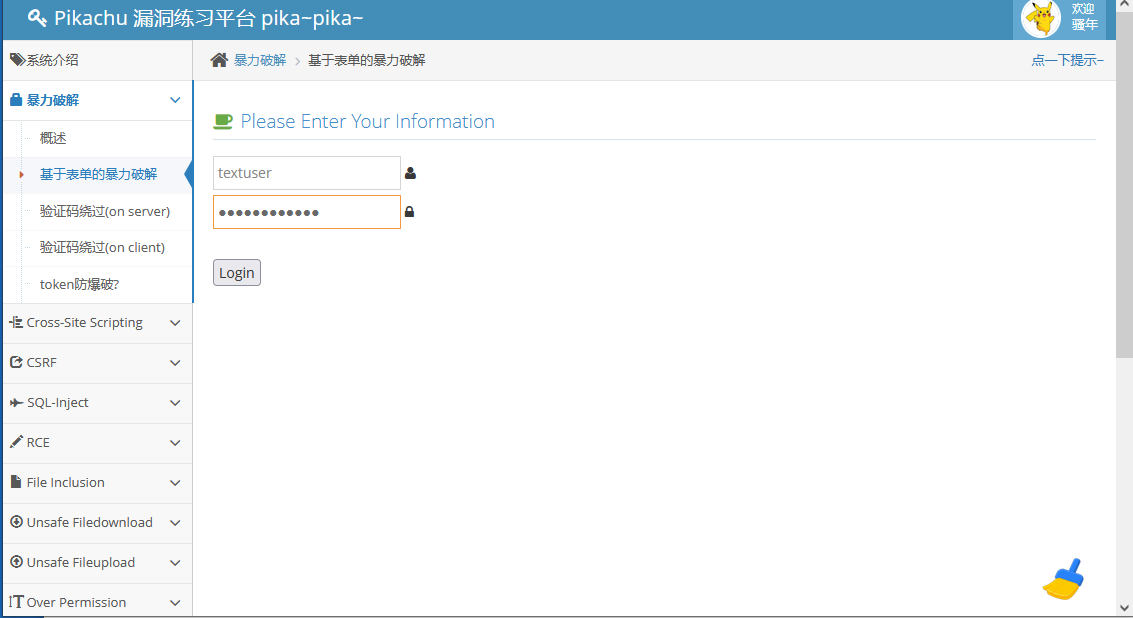 Pikachu 漏洞练习平台 pika~pika~
欢迎
骚年
系统介绍
暴力破解
概述
基于表单的暴力破解
验证码绕过(on server)
验证码绕过(on client)
token防爆破?
Cross-Site Scripting
CSRF
SQL-Inject
RCE
File Inclusion
Unsafe Filedownload
Unsafe Fileupload
Over Permission
暴力破解 > 基于表单的暴力破解
点一下提示~
Please Enter Your Information
textuser
Login